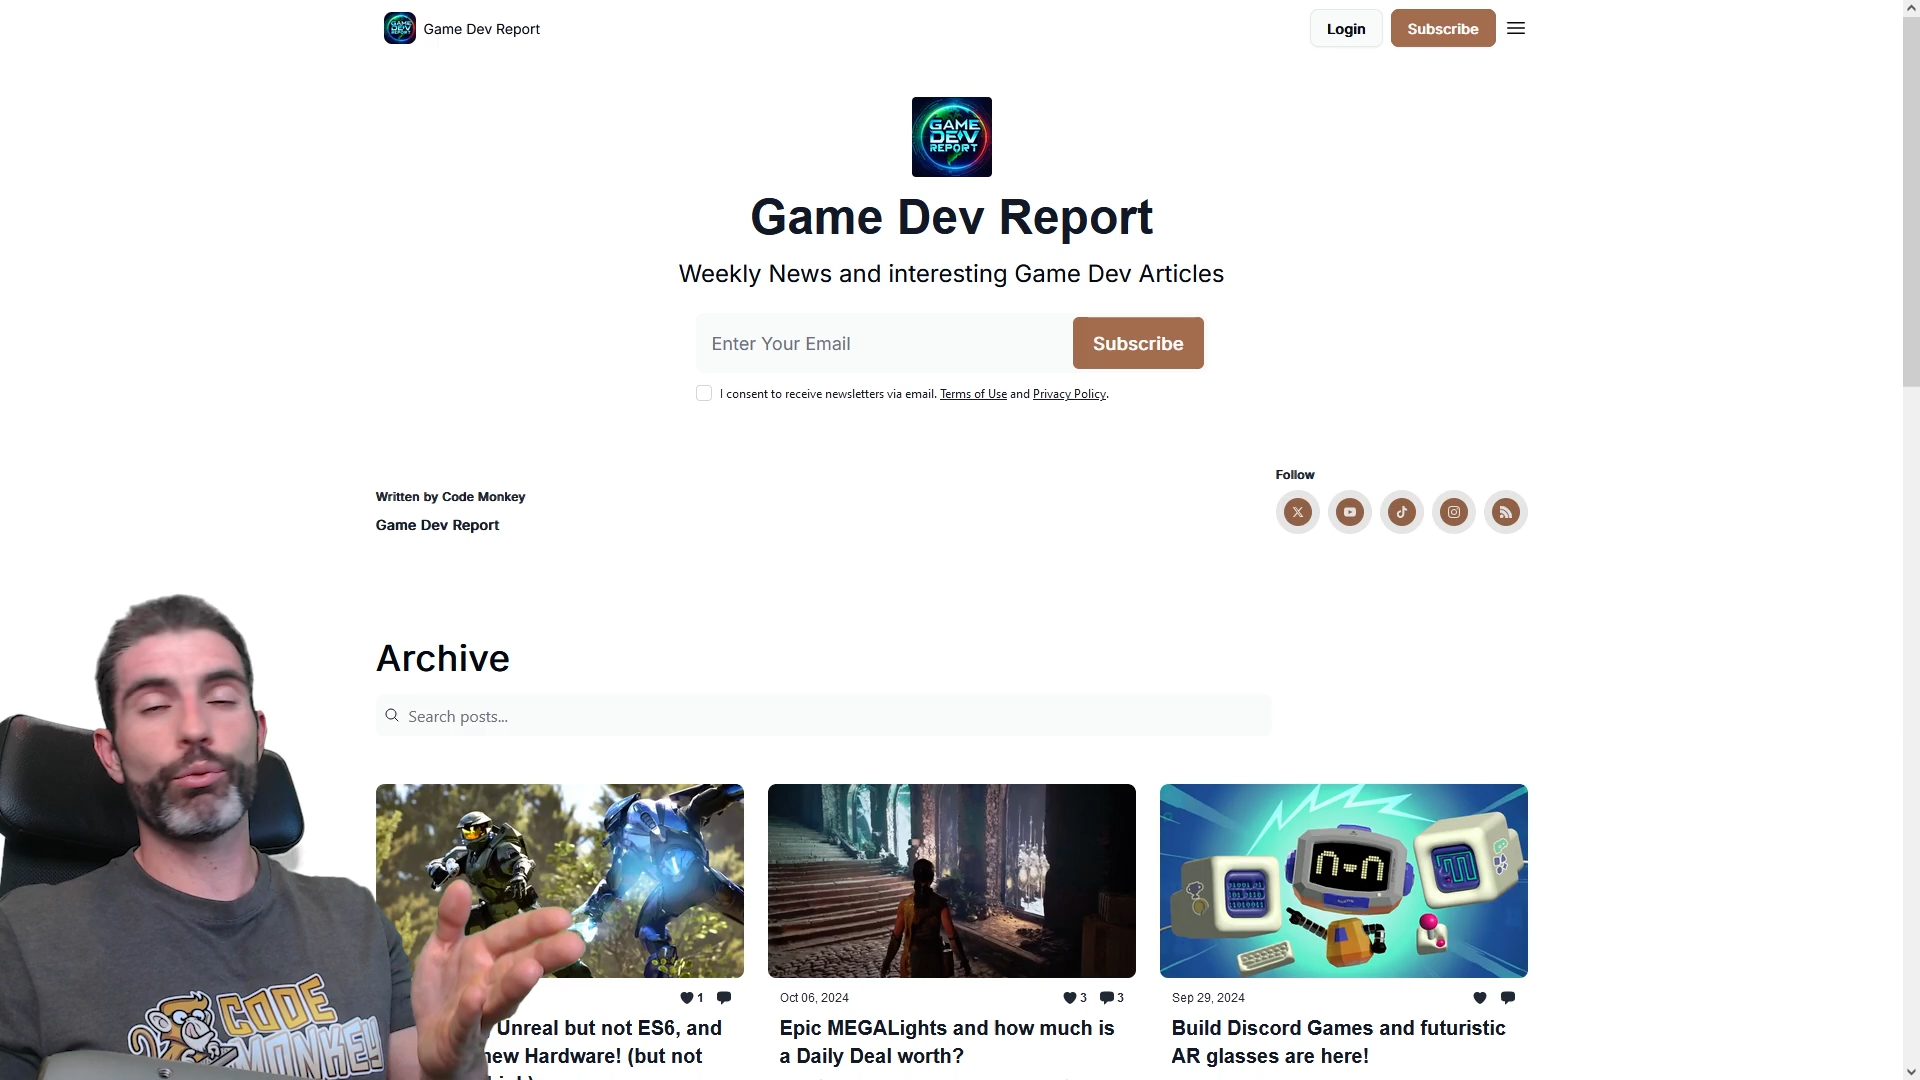 Game Dev Report
Login
Subscribe
GAME
DEV
REPORT
Game Dev Report
Weekly News and interesting Game Dev Articles
Enter Your Email
Subscribe
I consent to receive newsletters via email. Terms of Use and Privacy Policy.
Follow
Written by Code Monkey
Game Dev Report
Archive
Search posts...
1
Oct 06, 2024
3
3
Sep 29, 2024
Unreal but not ES6, and
new Hardware! (but not
Epic MEGALights and how much is
a Daily Deal worth?
Build Discord Games and futuristic
AR glasses are here!
CODE
MONKEY